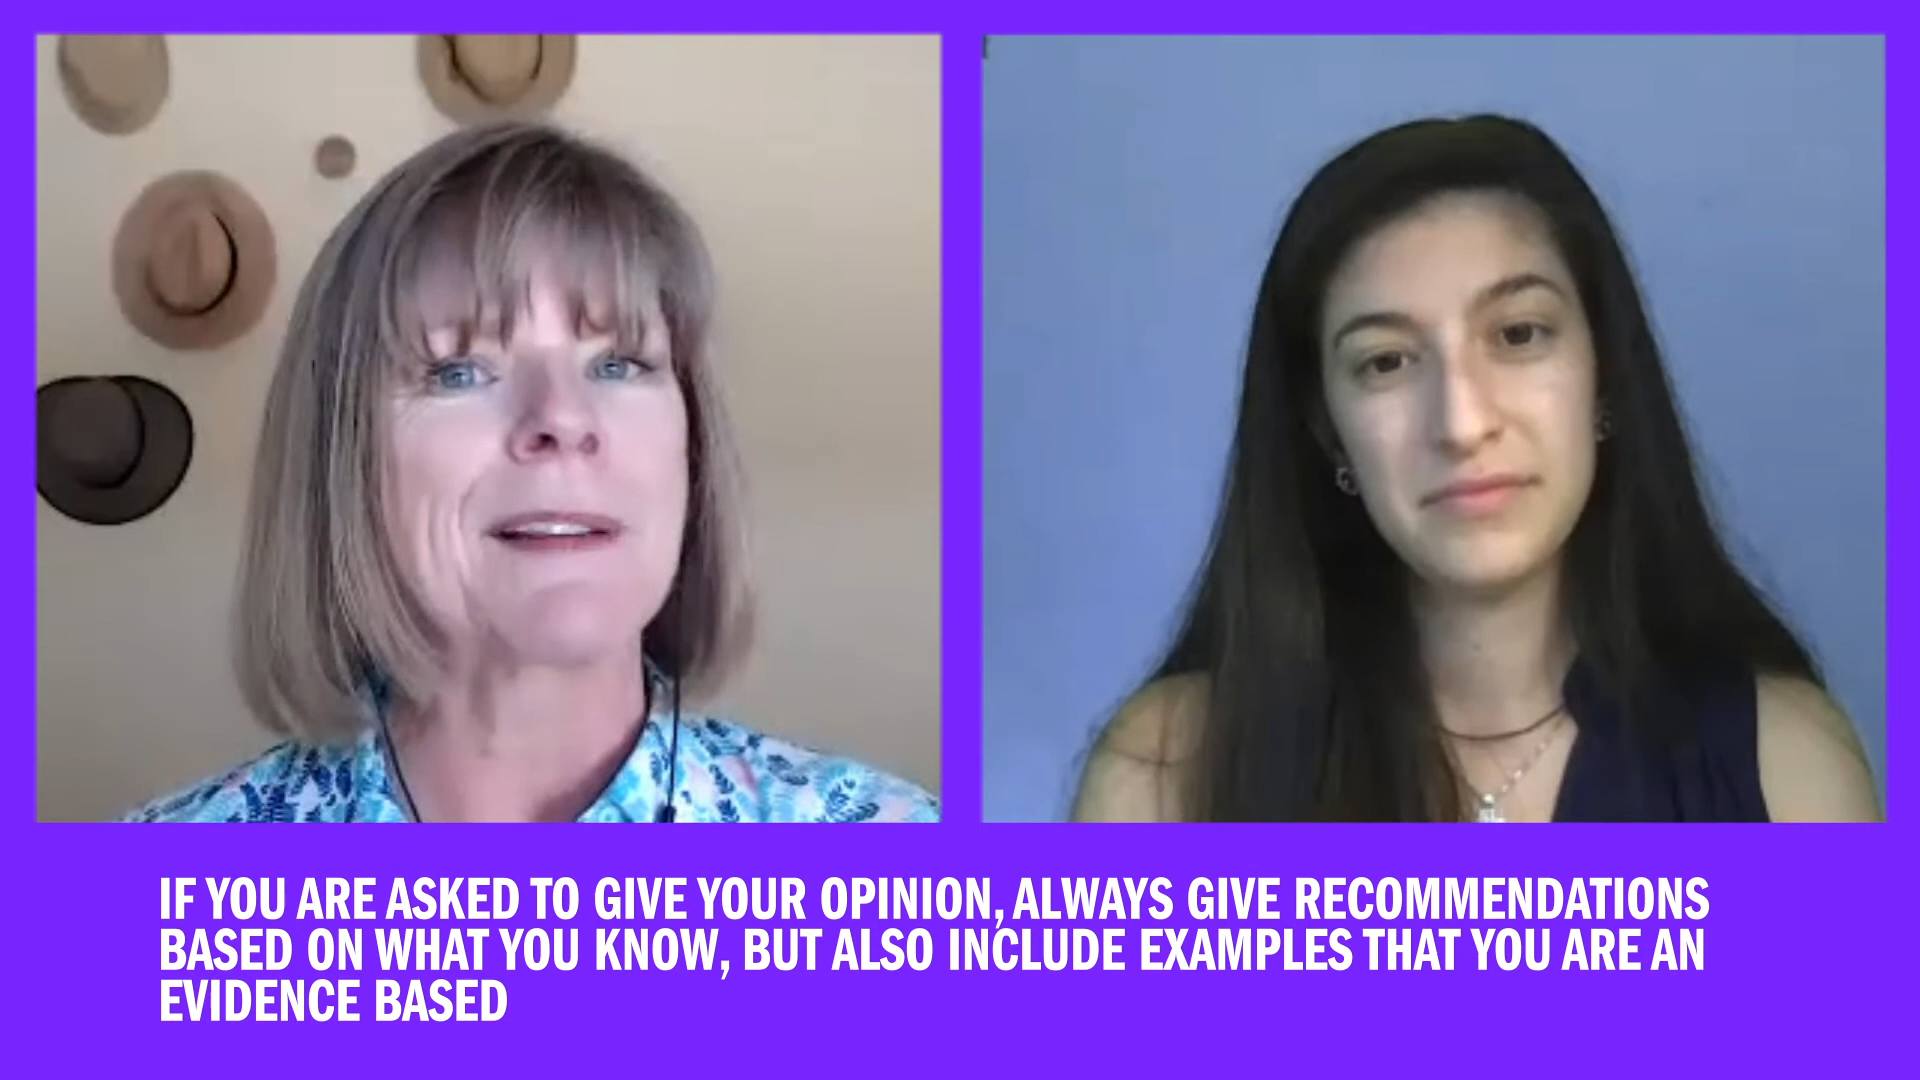 IF YOU ARE ASKED TO GIVE YOUR OPINION, ALWAYS GIVE RECOMMENDATIONS
BASED ON WHAT YOU KNOW, BUT ALSO INCLUDE EXAMPLES THAT YOU ARE AN
EVIDENCE BASED